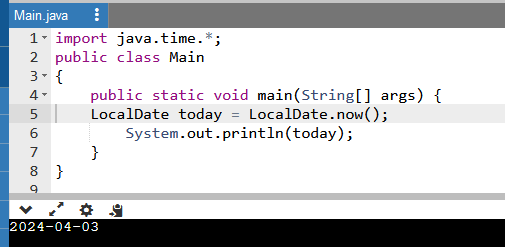 Main.java
1 import java.time.*;
2 public class Main
3 {
4     public static void main(String[] args) {
5     LocalDate today = LocalDate.now();
6         System.out.println(today);
7     }
8 }
9
2024-04-03